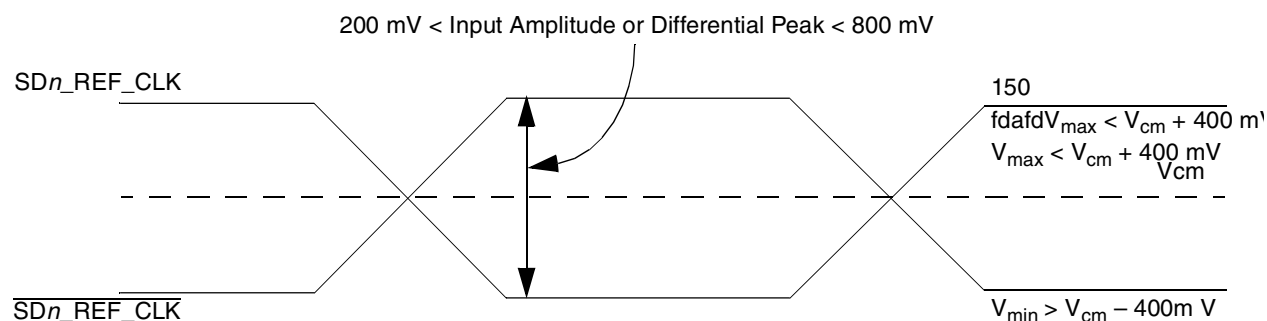 200 mV < Input Amplitude or Differential Peak < 800 mV
SDn_REF_CLK
150
fdafdVmax < Vcm + 400 mV
Vmax < Vcm + 400 mV
Vcm
SDn_REF_CLK
Vmin > Vcm – 400m V